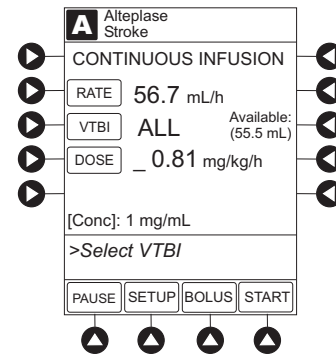 A Alteplase
Stroke
CONTINUOUS INFUSION
RATE 56.7 mL/h
VTBI ALL Available:
(55.5 mL)
DOSE _ 0.81 mg/kg/h
[Conc]: 1 mg/mL
>Select VTBI
PAUSE SETUP BOLUS START